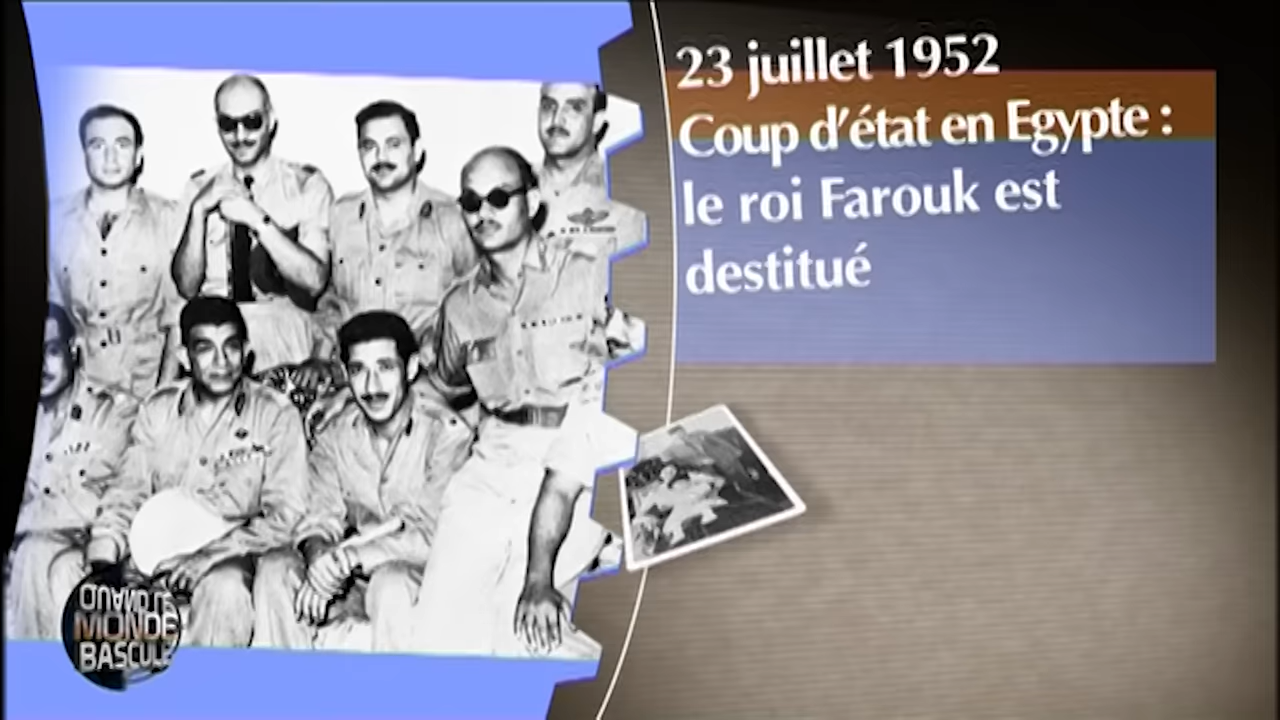 23 juillet 1952
Coup d'état en Egypte :
le roi Farouk est
destitué
QUAND LE
MONDE
BASCULE